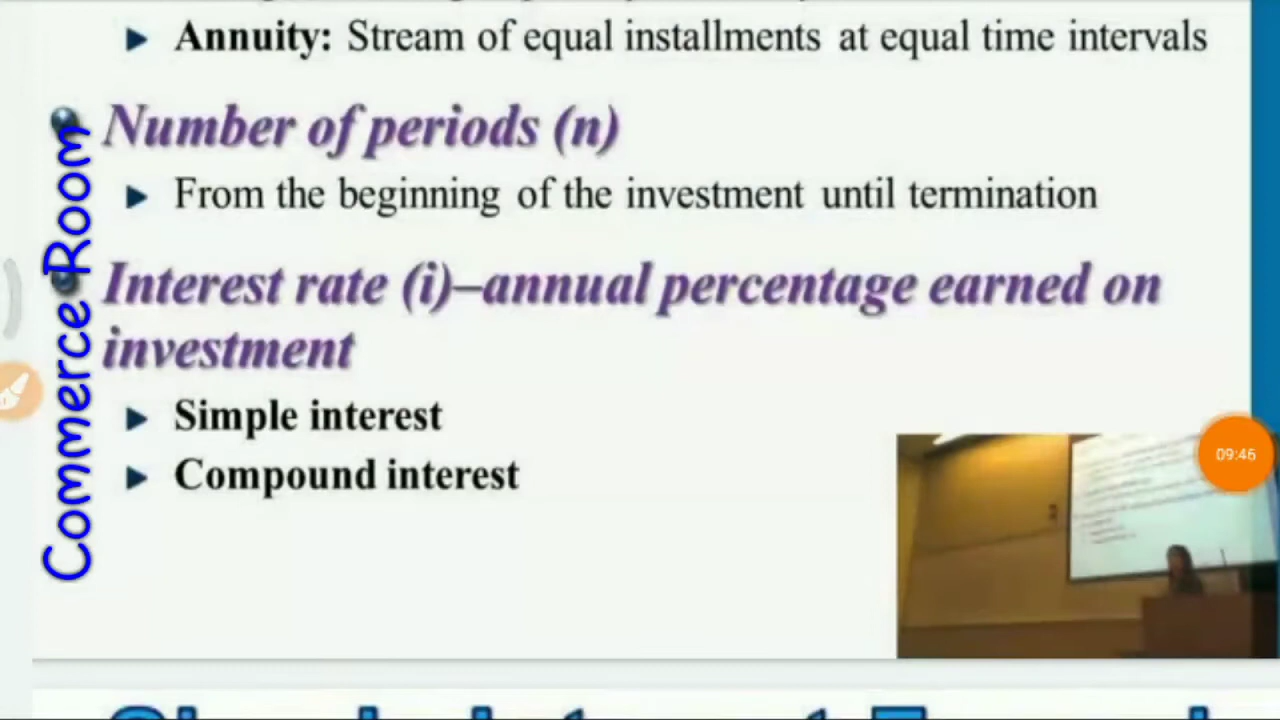 Annuity: Stream of equal installments at equal time intervals
Number of periods (n)
From the beginning of the investment until termination
Interest rate (i)–annual percentage earned on
investment
Simple interest
Compound interest
Commerce Room
09:46